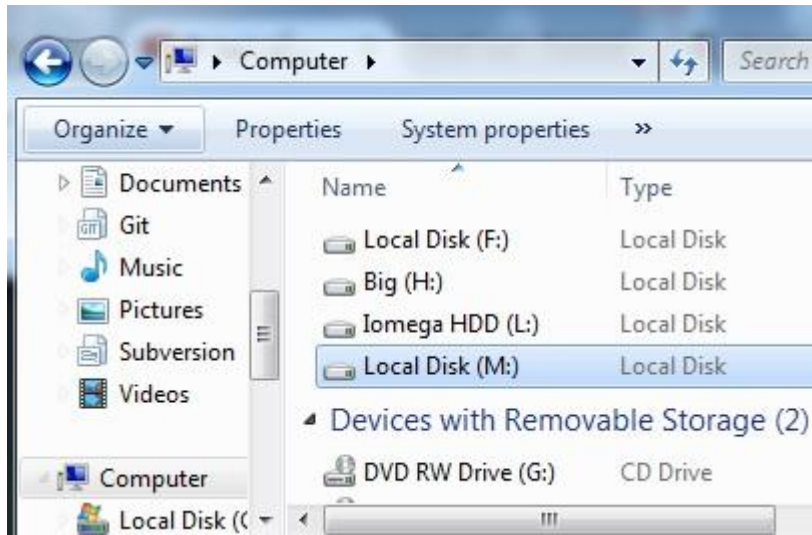 Computer
Search
Organize Properties System properties »
Documents
Git
Music
Pictures
Subversion
Videos
Computer
Local Disk (
Name Type
Local Disk (F:) Local Disk
Big (H:) Local Disk
Iomega HDD (L:) Local Disk
Local Disk (M:) Local Disk
Devices with Removable Storage (2)
DVD RW Drive (G:) CD Drive